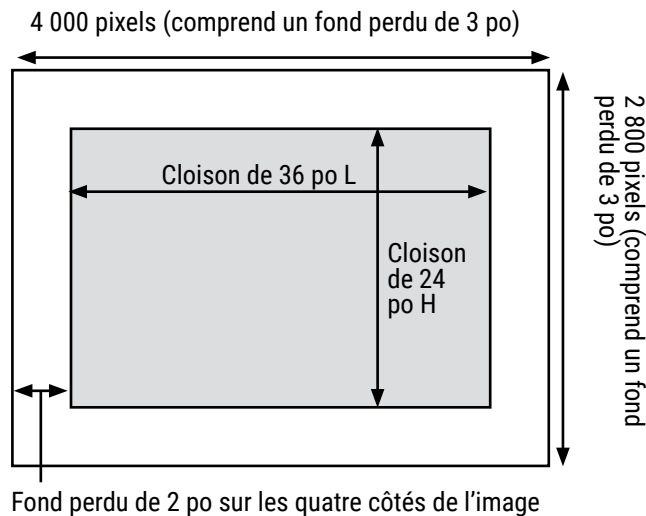 4 000 pixels (comprend un fond perdu de 3 po)
Cloison de 36 po L
Cloison
de 24
po H
2 800 pixels (comprend un fond
perdu de 3 po)
Fond perdu de 2 po sur les quatre côtés de l’image